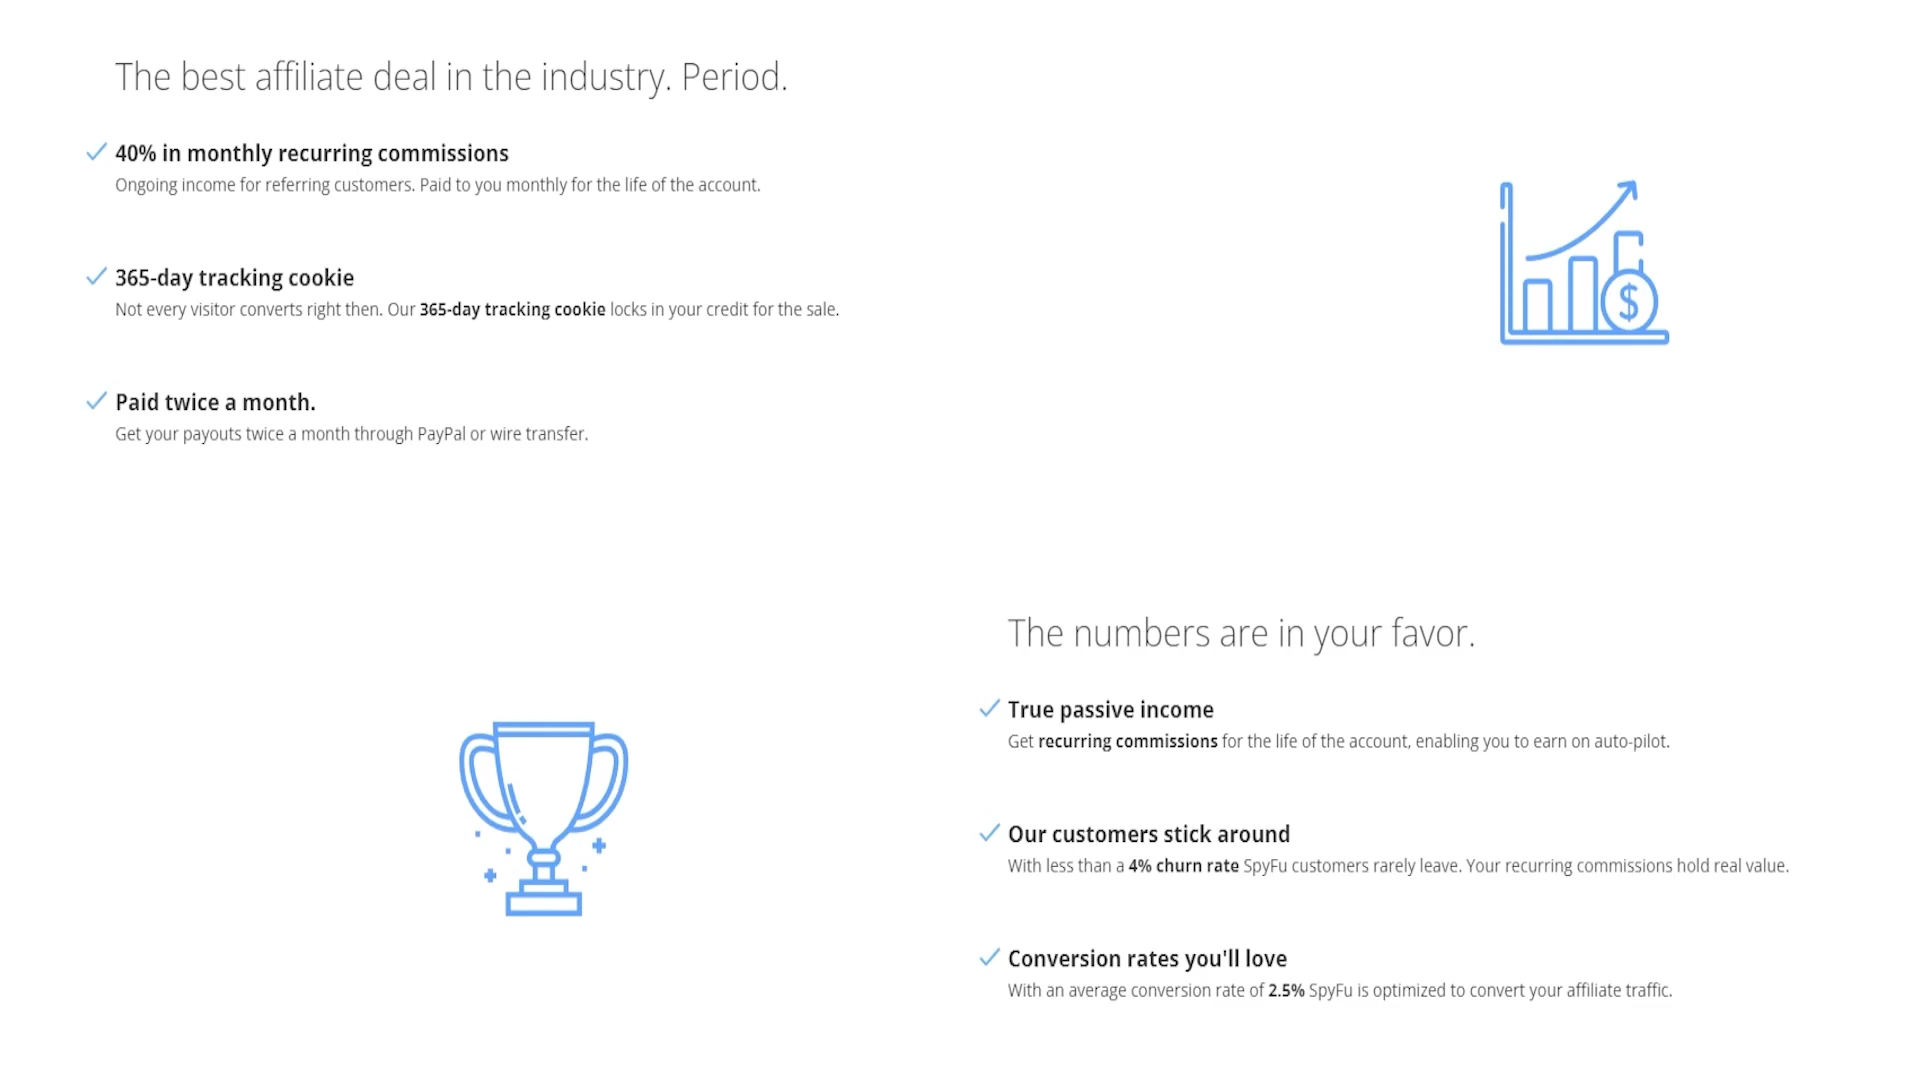 The best affiliate deal in the industry. Period.
40% in monthly recurring commissions
Ongoing income for referring customers. Paid to you monthly for the life of the account.
365-day tracking cookie
Not every visitor converts right then. Our 365-day tracking cookie locks in your credit for the sale.
Paid twice a month.
Get your payouts twice a month through PayPal or wire transfer.
$
The numbers are in your favor.
True passive income
Get recurring commissions for the life of the account, enabling you to earn on auto-pilot.
Our customers stick around
With less than a 4% churn rate SpyFu customers rarely leave. Your recurring commissions hold real value.
Conversion rates you'll love
With an average conversion rate of 2.5% SpyFu is optimized to convert your affiliate traffic.